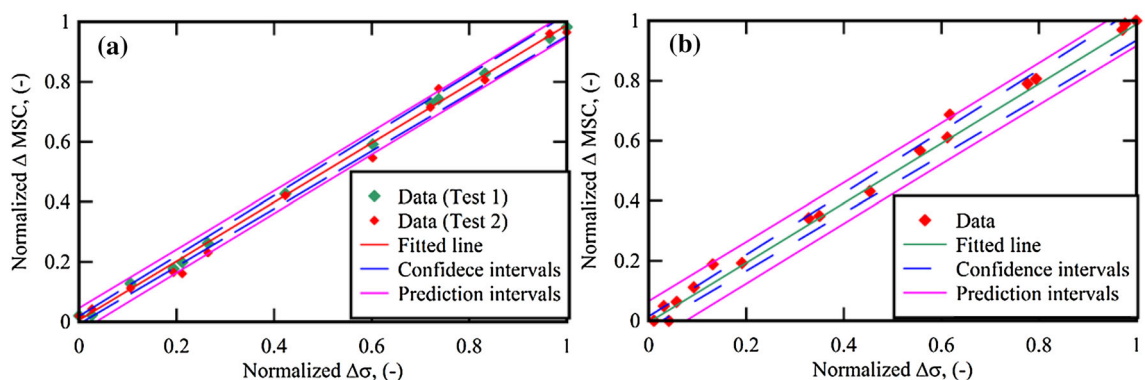 (a)
Normalized Δ MSC, (-)
1
0.8
0.6
0.4
0.2
0
0
0.2
0.4
0.6
0.8
1
Normalized Δσ, (-)
Data (Test 1)
Data (Test 2)
Fitted line
Confidece intervals
Prediction intervals
(b)
Normalized Δ MSC, (-)
1
0.8
0.6
0.4
0.2
0
0
0.2
0.4
0.6
0.8
1
Normalized Δσ, (-)
Data
Fitted line
Confidence intervals
Prediction intervals